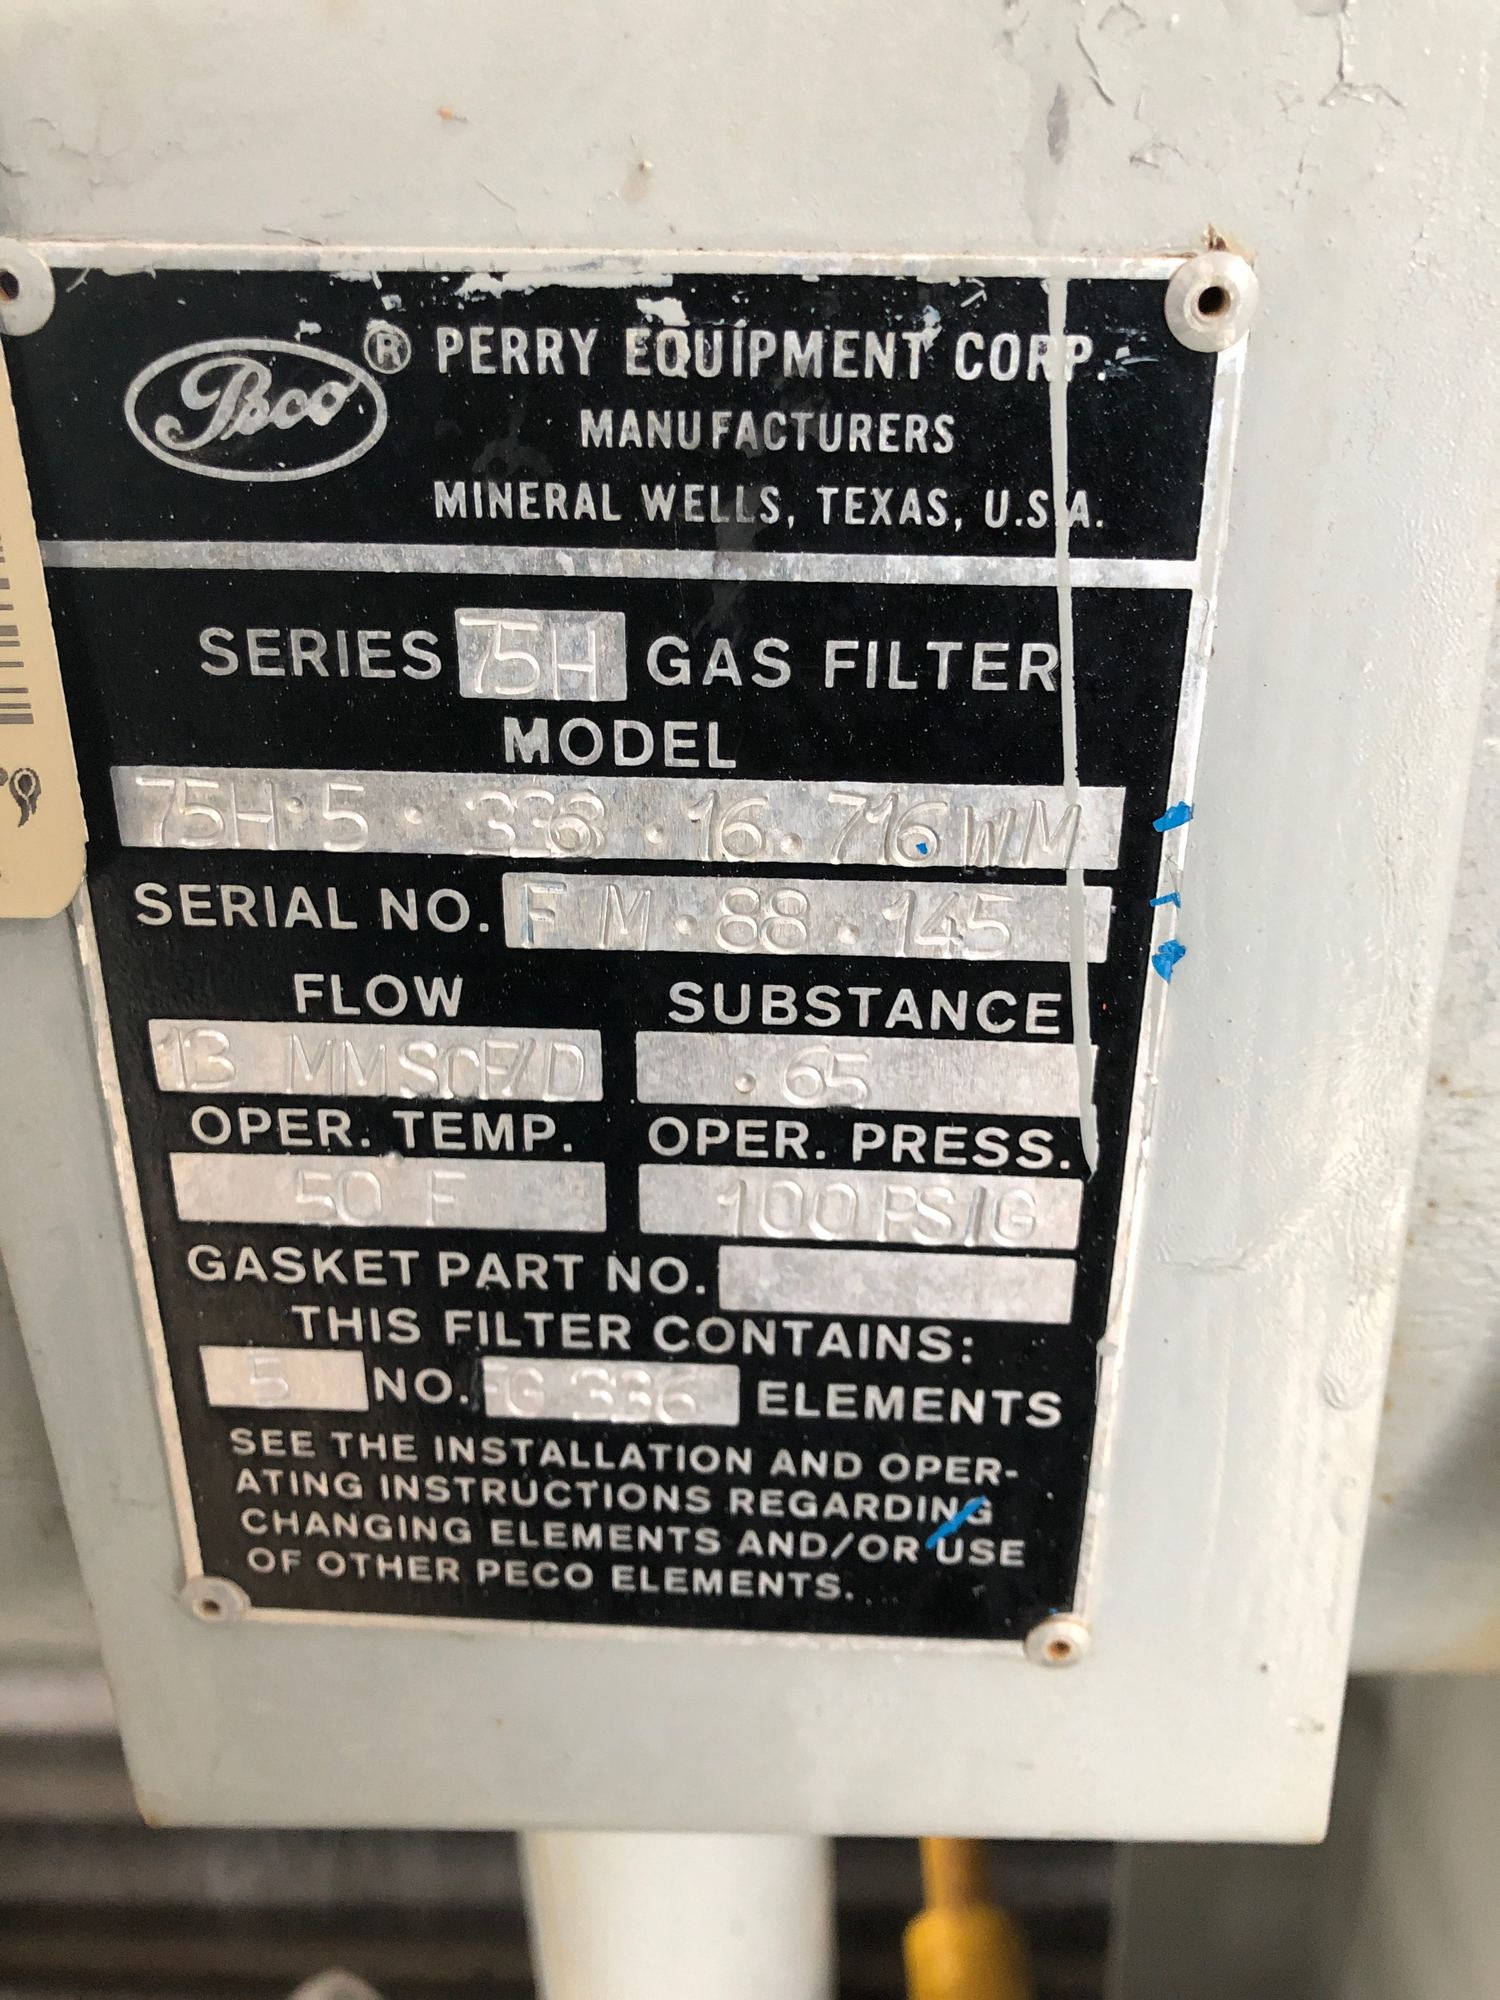 Peco ® PERRY EQUIPMENT CORP.
MANUFACTURERS
MINERAL WELLS, TEXAS, U.S.A.
SERIES 75H GAS FILTER
MODEL
75H·5·336·16·716WM
SERIAL NO. FM·88·145
FLOW SUBSTANCE
13 MMSCF/D .65
OPER. TEMP. OPER. PRESS.
50 F 100 PSIG
GASKET PART NO.
THIS FILTER CONTAINS:
5 NO. FG 336 ELEMENTS
SEE THE INSTALLATION AND OPER-
ATING INSTRUCTIONS REGARDING
CHANGING ELEMENTS AND/OR USE
OF OTHER PECO ELEMENTS.